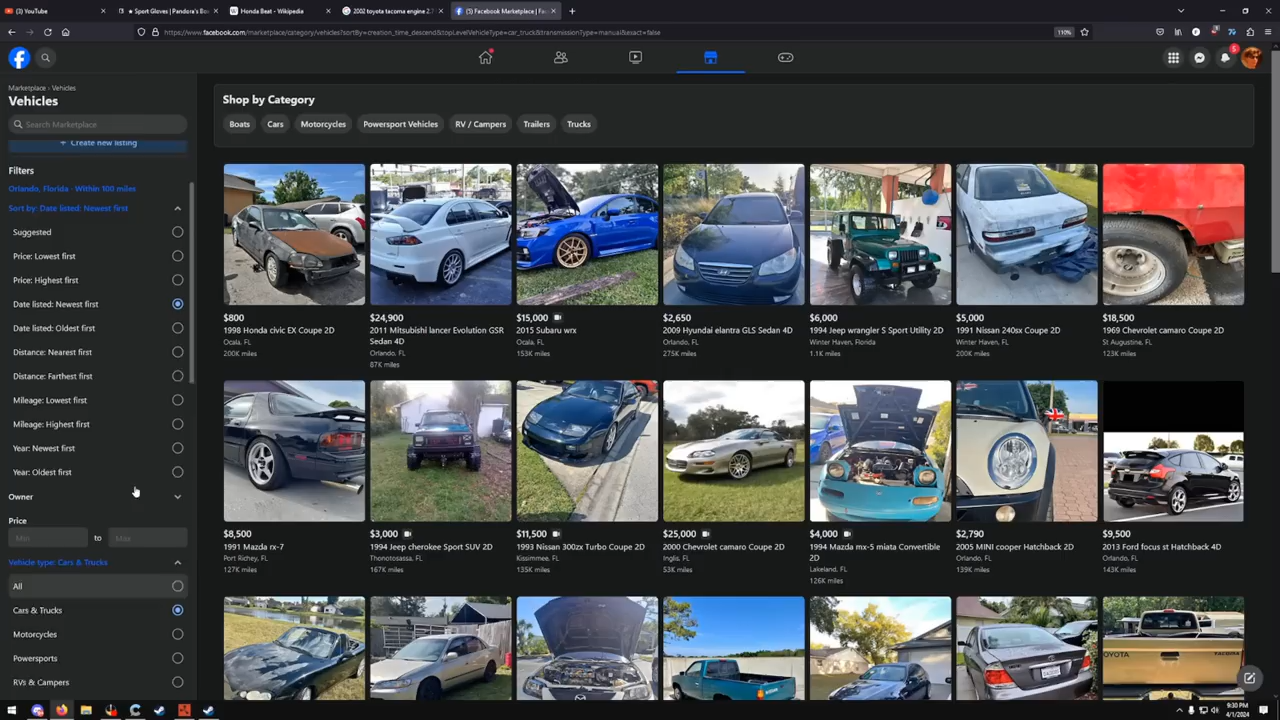 (3) YouTube
★ Sport Gloves | Pandora's Bo
Honda Beat - Wikipedia
2002 toyota tacoma engine 2.7
(5) Facebook Marketplace | Fac
https://www.facebook.com/marketplace/category/vehicles?sortBy=creation_time_descend&topLevelVehicleType=car_truck&transmissionType=manual&exact=false
110%
5
Marketplace · Vehicles
Vehicles
Search Marketplace
+ Create new listing
Filters
Orlando, Florida · Within 100 miles
Sort by: Date listed: Newest first
Suggested
Price: Lowest first
Price: Highest first
Date listed: Newest first
Date listed: Oldest first
Distance: Nearest first
Distance: Farthest first
Mileage: Lowest first
Mileage: Highest first
Year: Newest first
Year: Oldest first
Owner
Price
Min to Max
Vehicle type: Cars & Trucks
All
Cars & Trucks
Motorcycles
Powersports
RVs & Campers
Shop by Category
Boats Cars Motorcycles Powersport Vehicles RV / Campers Trailers Trucks
$800
1998 Honda civic EX Coupe 2D
Ocala, FL
200K miles
$24,900
2011 Mitsubishi lancer Evolution GSR
Sedan 4D
Orlando, FL
87K miles
$15,000
2015 Subaru wrx
Ocala, FL
153K miles
$2,650
2009 Hyundai elantra GLS Sedan 4D
Orlando, FL
275K miles
$6,000
1994 Jeep wrangler S Sport Utility 2D
Winter Haven, Florida
1.1K miles
$5,000
1991 Nissan 240sx Coupe 2D
Winter Haven, FL
200K miles
$18,500
1969 Chevrolet camaro Coupe 2D
St Augustine, FL
123K miles
$8,500
1991 Mazda rx-7
Port Richey, FL
127K miles
$3,000
1994 Jeep cherokee Sport SUV 2D
Thonotosassa, FL
167K miles
$11,500
1993 Nissan 300zx Turbo Coupe 2D
Kissimmee, FL
135K miles
$25,000
2000 Chevrolet camaro Coupe 2D
Inglis, FL
53K miles
$4,000
1994 Mazda mx-5 miata Convertible
2D
Lakeland, FL
126K miles
$2,790
2005 MINI cooper Hatchback 2D
Orlando, FL
139K miles
$9,500
2013 Ford focus st Hatchback 4D
Orlando, FL
143K miles
TOYOTA
TACOMA
9:30 PM
4/1/2024